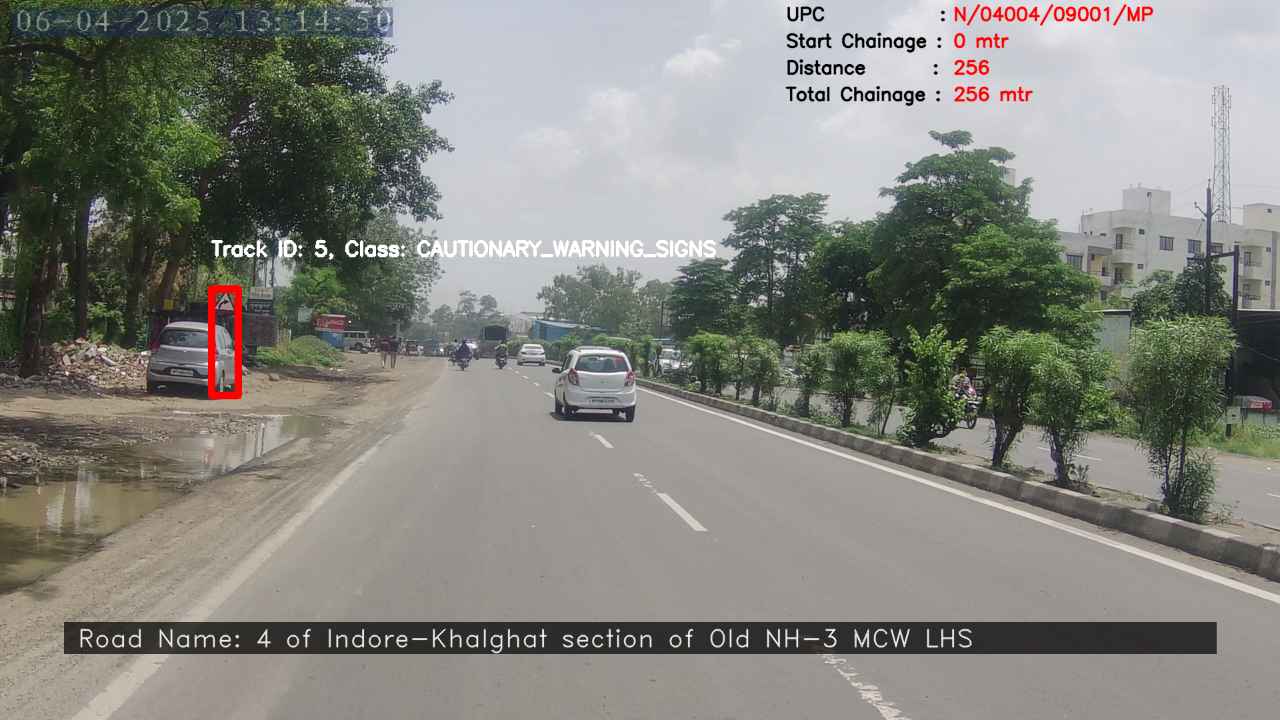 06-04-2025 13:14:50
UPC : N/04004/09001/MP
Start Chainage : 0 mtr
Distance : 256
Total Chainage : 256 mtr
Track ID: 5, Class: CAUTIONARY_WARNING_SIGNS
Road Name: 4 of Indore-Khalghat section of Old NH-3 MCW LHS